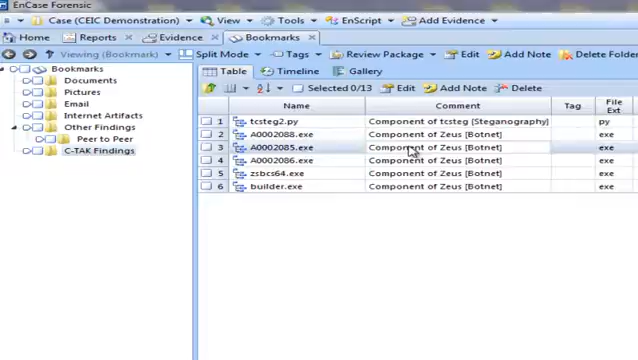 EnCase Forensic
Case (CEIC Demonstration) View Tools EnScript Add Evidence
Home Reports Evidence Bookmarks
Bookmarks Split Mode Tags Review Package Edit Add Note Delete Folder
Bookmarks
Documents
Pictures
Email
Internet Artifacts
Other Findings
Peer to Peer
C-TAK Findings
Table Timeline Gallery
Selected 0/13 Edit Add Note Delete
Name Comment Tag File Ext
1 tcsteg2.py Component of tcsteg [Steganography] py
2 A0002088.exe Component of Zeus [Botnet] exe
3 A0002085.exe Component of Zeus [Botnet] exe
4 A0002086.exe Component of Zeus [Botnet] exe
5 zsbcs64.exe Component of Zeus [Botnet] exe
6 builder.exe Component of Zeus [Botnet] exe